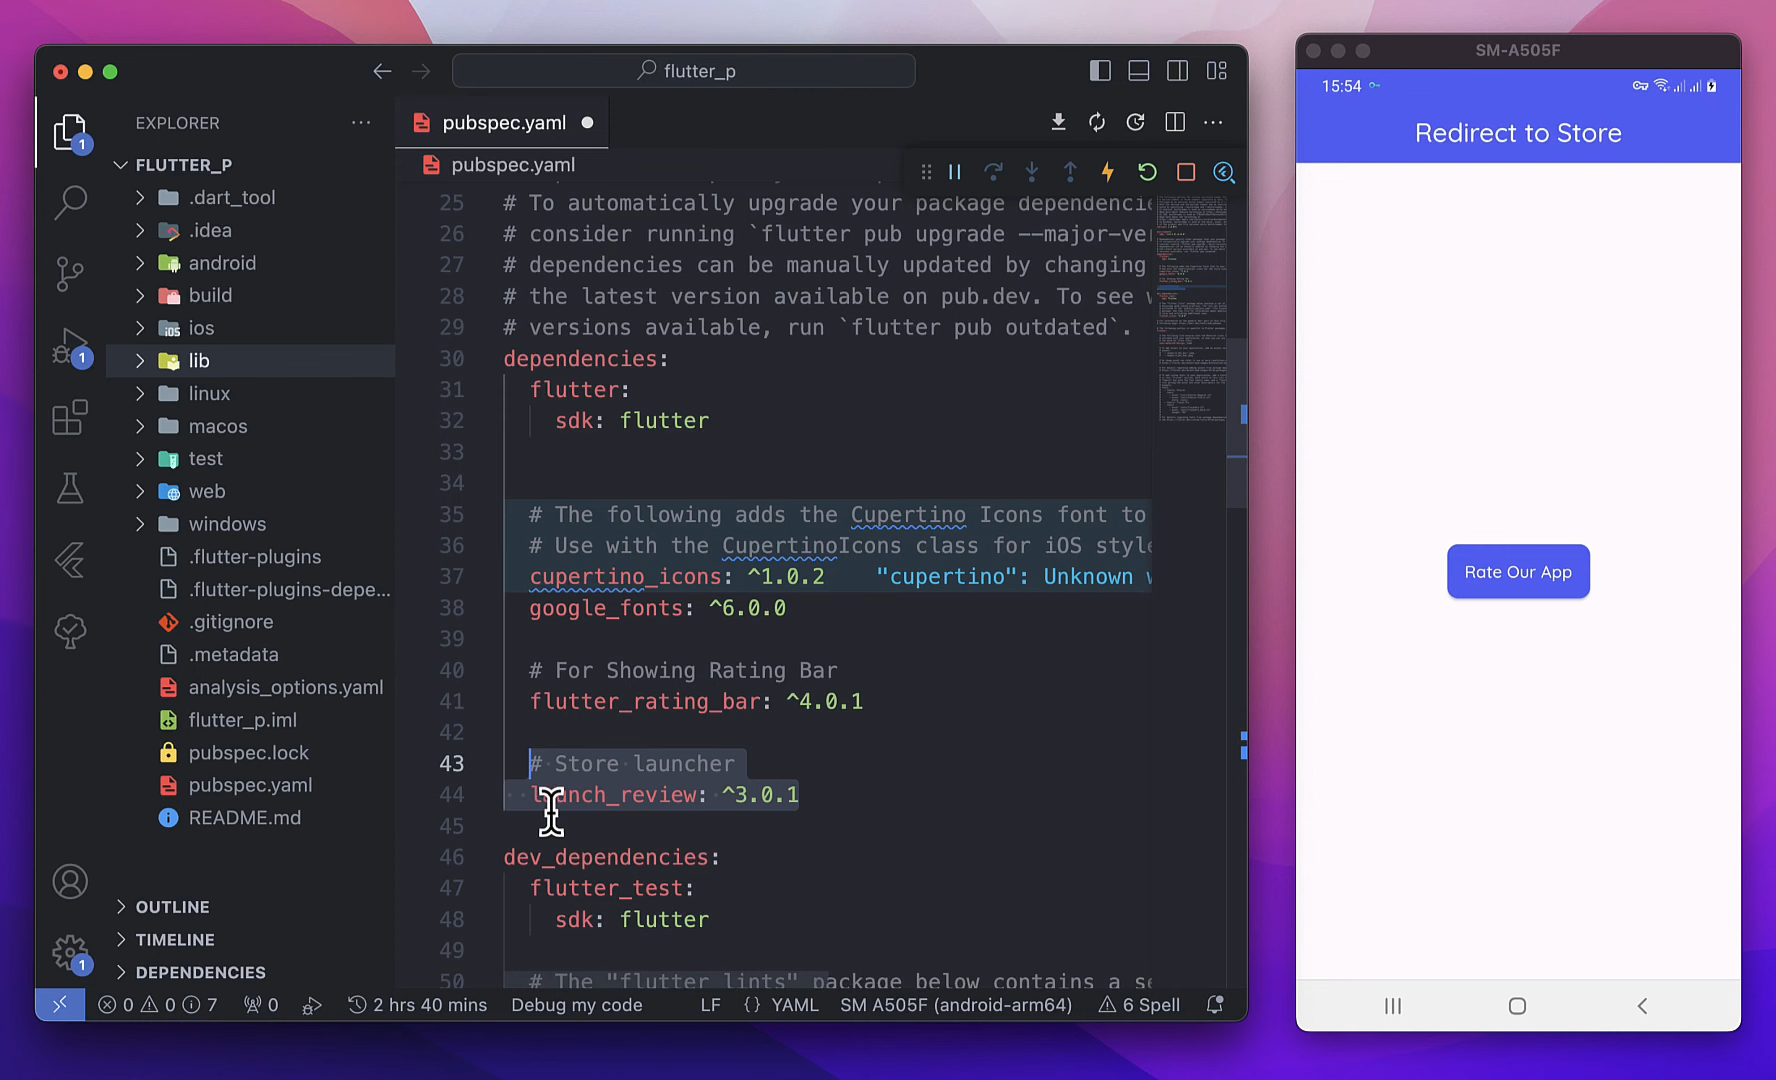 flutter_p
EXPLORER
1
FLUTTER_P
.dart_tool
.idea
android
build
ios
lib
1
linux
macos
test
web
windows
.flutter-plugins
.flutter-plugins-depe...
.gitignore
.metadata
analysis_options.yaml
flutter_p.iml
pubspec.lock
pubspec.yaml
README.md
OUTLINE
TIMELINE
DEPENDENCIES
1
pubspec.yaml
pubspec.yaml
25 # To automatically upgrade your package dependenci
26 # consider running `flutter pub upgrade --major-ve
27 # dependencies can be manually updated by changing
28 # the latest version available on pub.dev. To see
29 # versions available, run `flutter pub outdated`.
30 dependencies:
31 flutter:
32 sdk: flutter
33
34
35 # The following adds the Cupertino Icons font to
36 # Use with the CupertinoIcons class for iOS style
37 cupertino_icons: ^1.0.2 "cupertino": Unknown w
38 google_fonts: ^6.0.0
39
40 # For Showing Rating Bar
41 flutter_rating_bar: ^4.0.1
42
43 # Store launcher
44 launch_review: ^3.0.1
45
46 dev_dependencies:
47 flutter_test:
48 sdk: flutter
49
50 # The "flutter_lints" package below contains a se
0 0 7 0 2 hrs 40 mins Debug my code LF {} YAML SM A505F (android-arm64) 6 Spell
SM-A505F
15:54
Redirect to Store
Rate Our App